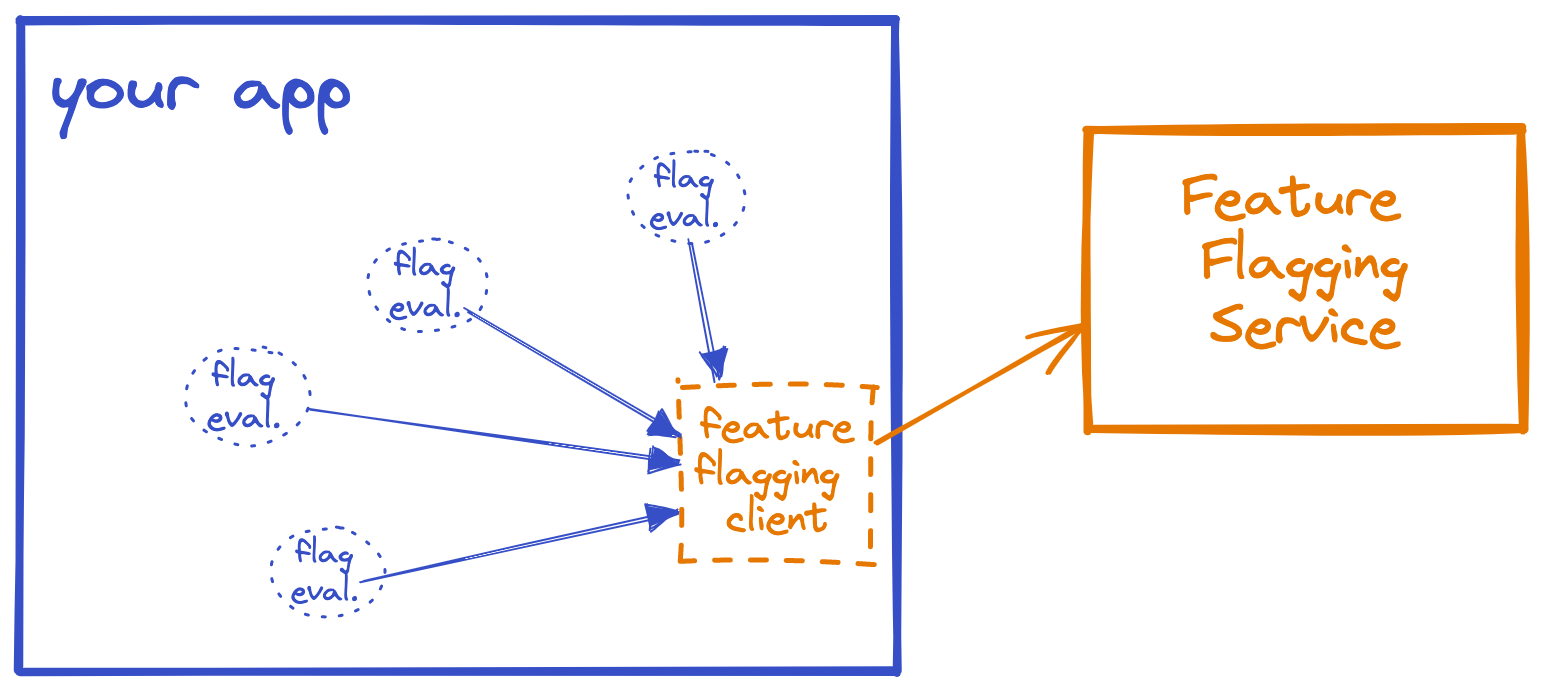 your app
flag
eval.
flag
eval.
flag
eval.
flag
eval.
feature
flagging
client
Feature
Flagging
Service